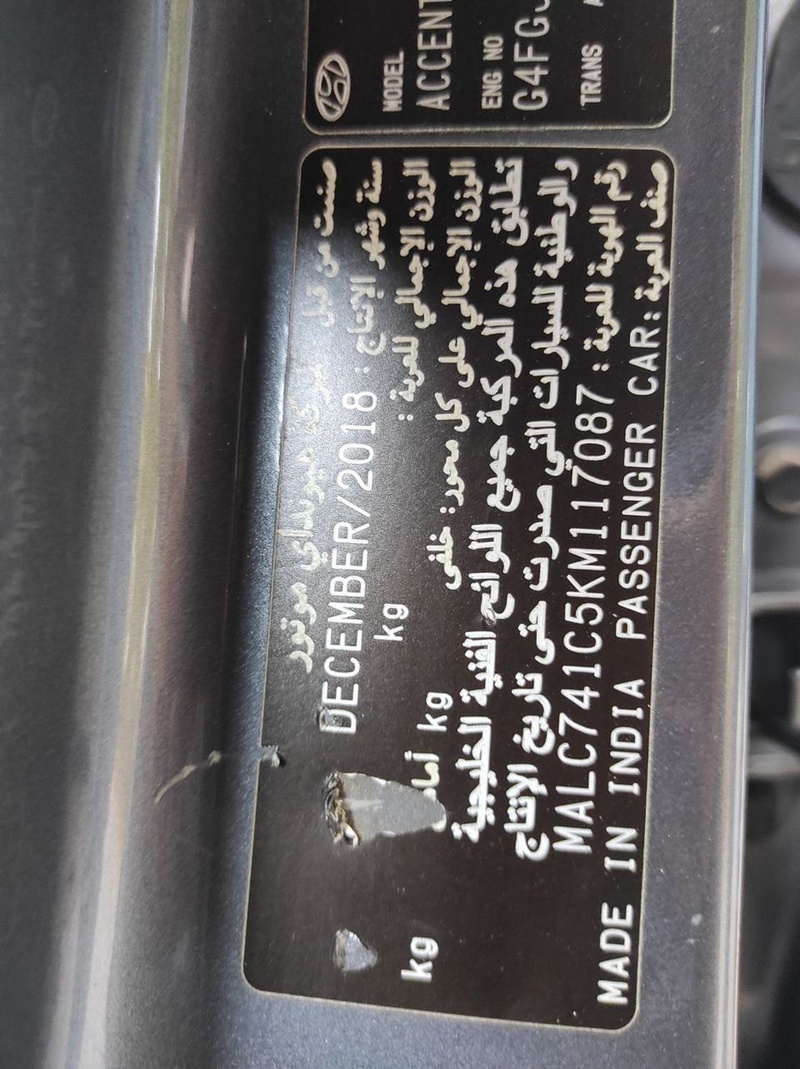 MODEL ACCENT
ENG NO
G4FG
TRANS
صنعت من قبل شركة هيونداي موتور
سنة وشهر الإنتاج : DECEMBER/2018
الوزن الإجمالي للعربة : kg
الوزن الإجمالي على كل محور: خلفى kg kg
تطابق هذه المركبة جميع اللوائح الفنية الخليجية
والوطنية للسيارات التي صدرت حتى تاريخ الإنتاج
رقم الهوية للعربة : MALC741C5KM117087
صنف العربة: MADE IN INDIA PASSENGER CAR